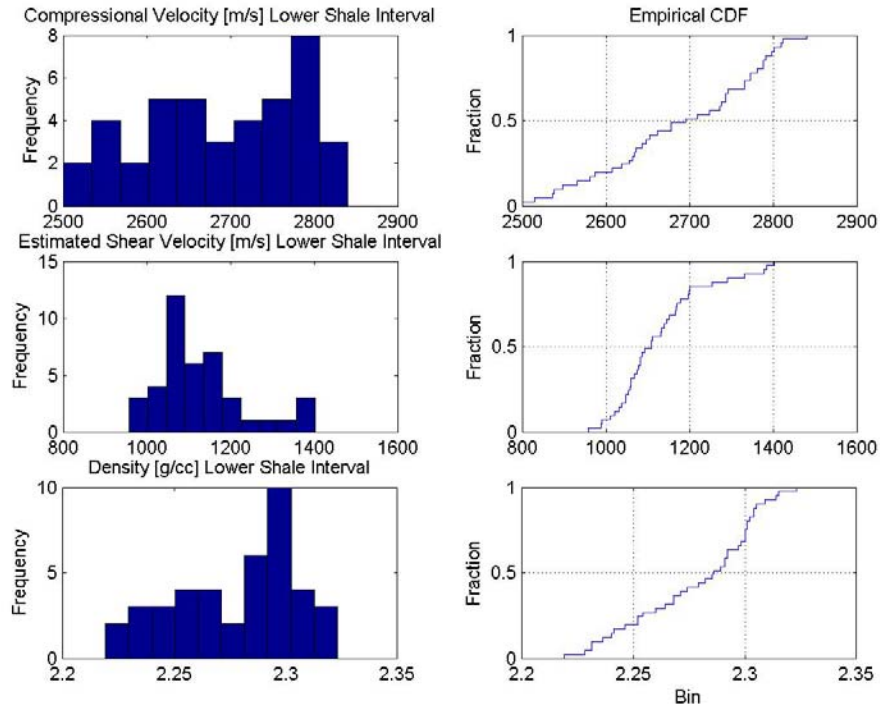 Compressional Velocity [m/s] Lower Shale Interval
Frequency
8
6
4
2
0
2500 2600 2700 2800 2900
Empirical CDF
Fraction
1
0.5
0
2500 2600 2700 2800 2900
Estimated Shear Velocity [m/s] Lower Shale Interval
Frequency
15
10
5
0
800 1000 1200 1400 1600
Fraction
1
0.5
0
800 1000 1200 1400 1600
Density [g/cc] Lower Shale Interval
Frequency
10
5
0
2.2 2.25 2.3 2.35
Fraction
1
0.5
0
2.2 2.25 2.3 2.35
Bin